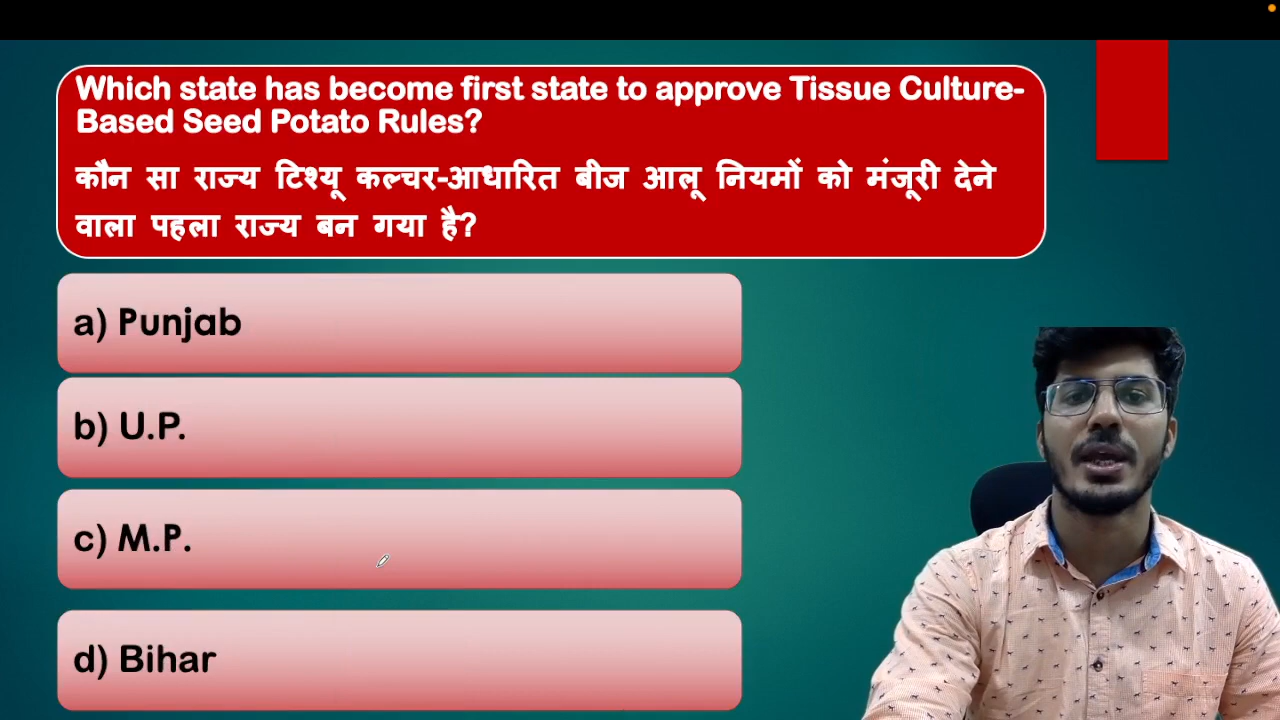 Which state has become first state to approve Tissue Culture-
Based Seed Potato Rules?
कौन सा राज्य टिश्यू कल्चर-आधारित बीज आलू नियमों को मंजूरी देने
वाला पहला राज्य बन गया है?
a) Punjab
b) U.P.
c) M.P.
d) Bihar